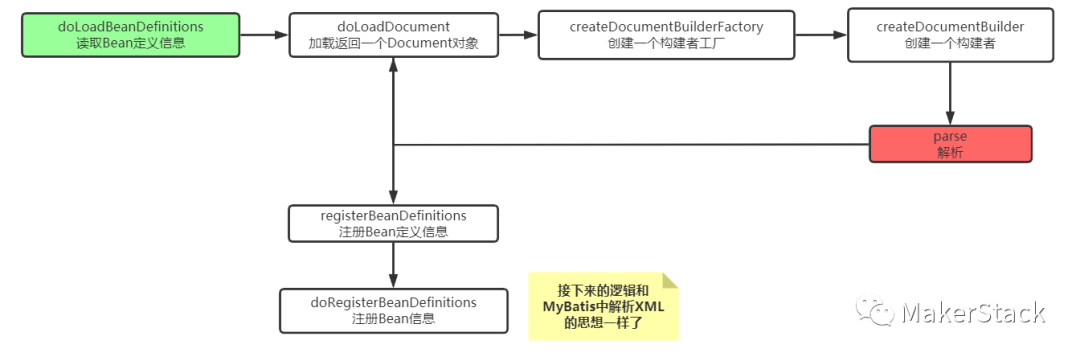 doLoadBeanDefinitions
读取Bean定义信息
doLoadDocument
加载返回一个Document对象
createDocumentBuilderFactory
创建一个构建者工厂
createDocumentBuilder
创建一个构建者
parse
解析
registerBeanDefinitions
注册Bean定义信息
doRegisterBeanDefinitions
注册Bean信息
接下来的逻辑和
MyBatis中解析XML
的思想一样了
MakerStack